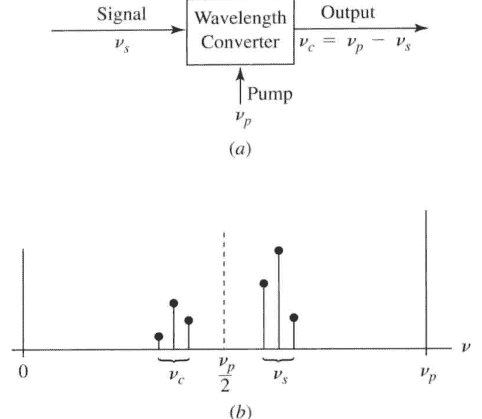 Signal
Wavelength
Converter
Output
ν_s
ν_c = ν_p − ν_s
Pump
ν_p
(a)
ν
0
ν_c
ν_p/2
ν_s
ν_p
(b)